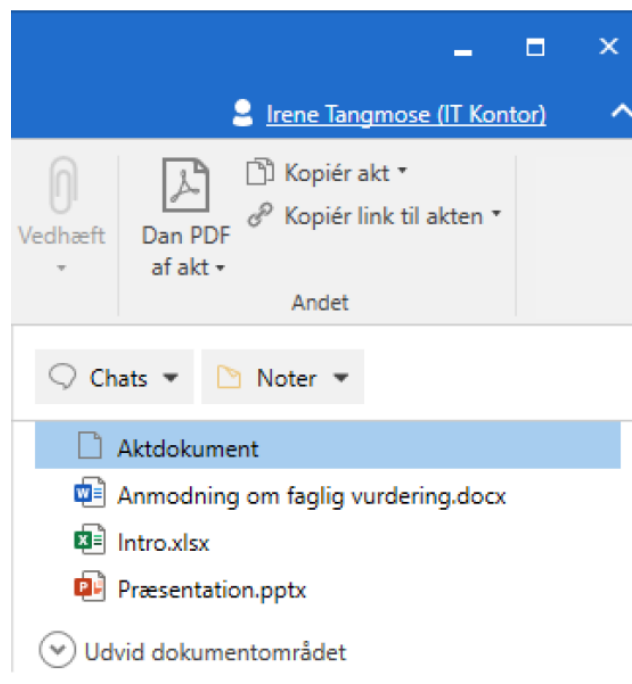 Irene Tangmose (IT Kontor)
Kopiér akt
Kopiér link til akten
Vedhæft
Dan PDF
af akt
Andet
Chats
Noter
Aktdokument
Anmodning om faglig vurdering.docx
Intro.xlsx
Præsentation.pptx
Udvid dokumentområdet